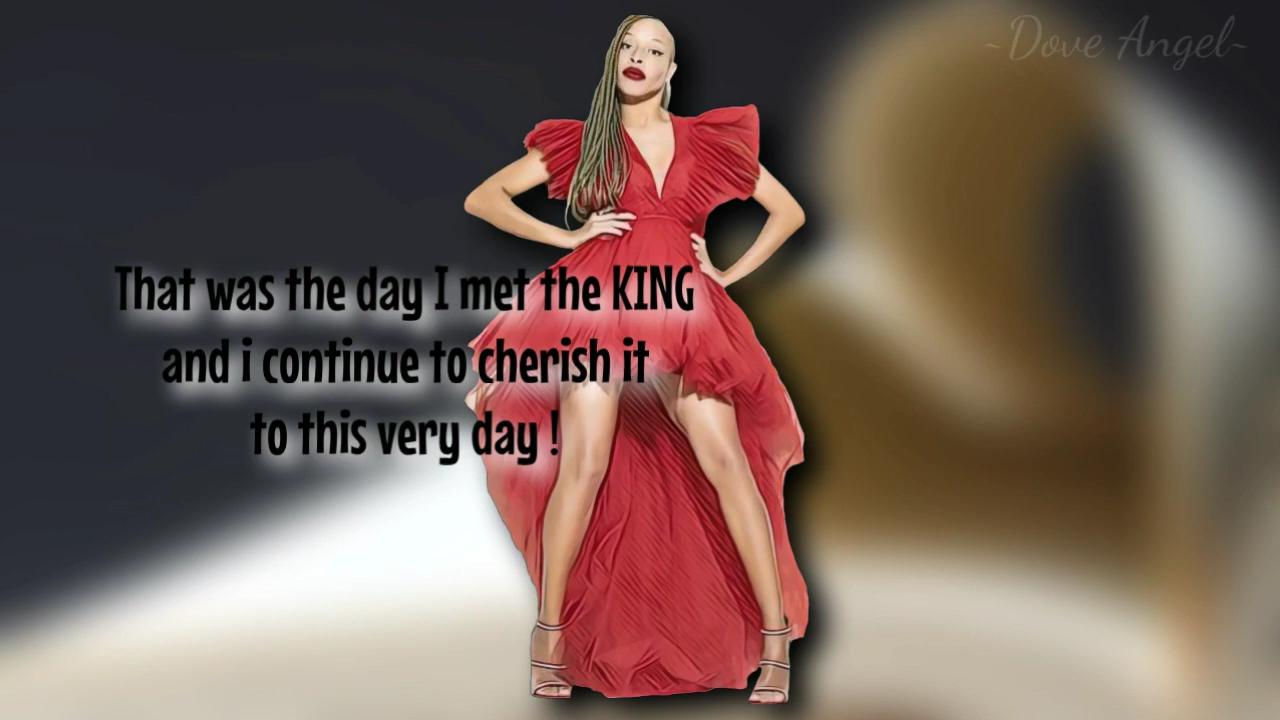 ~Dove Angel~
That was the day I met the KING
and i continue to cherish it
to this very day !